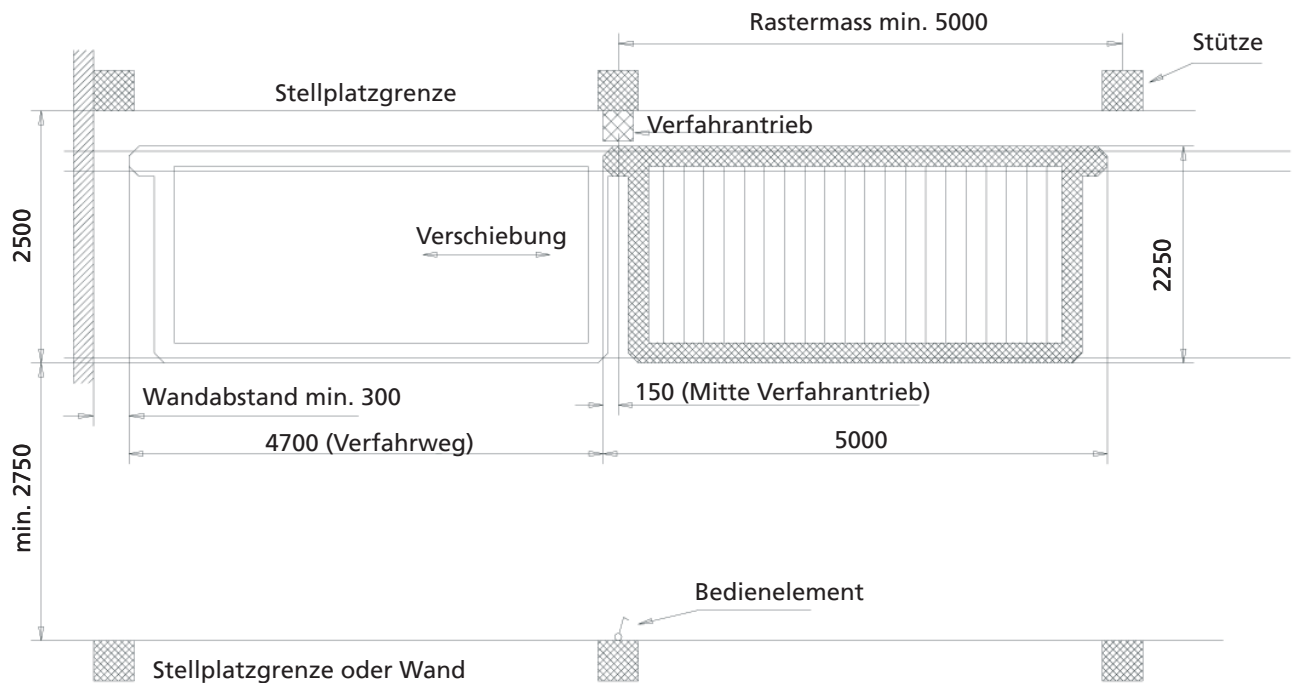 Rastermass min. 5000
Stütze
Stellplatzgrenze
Verfahrantrieb
2500
Verschiebung
2250
Wandabstand min. 300
150 (Mitte Verfahrantrieb)
4700 (Verfahrweg)
5000
min. 2750
Bedienelement
Stellplatzgrenze oder Wand